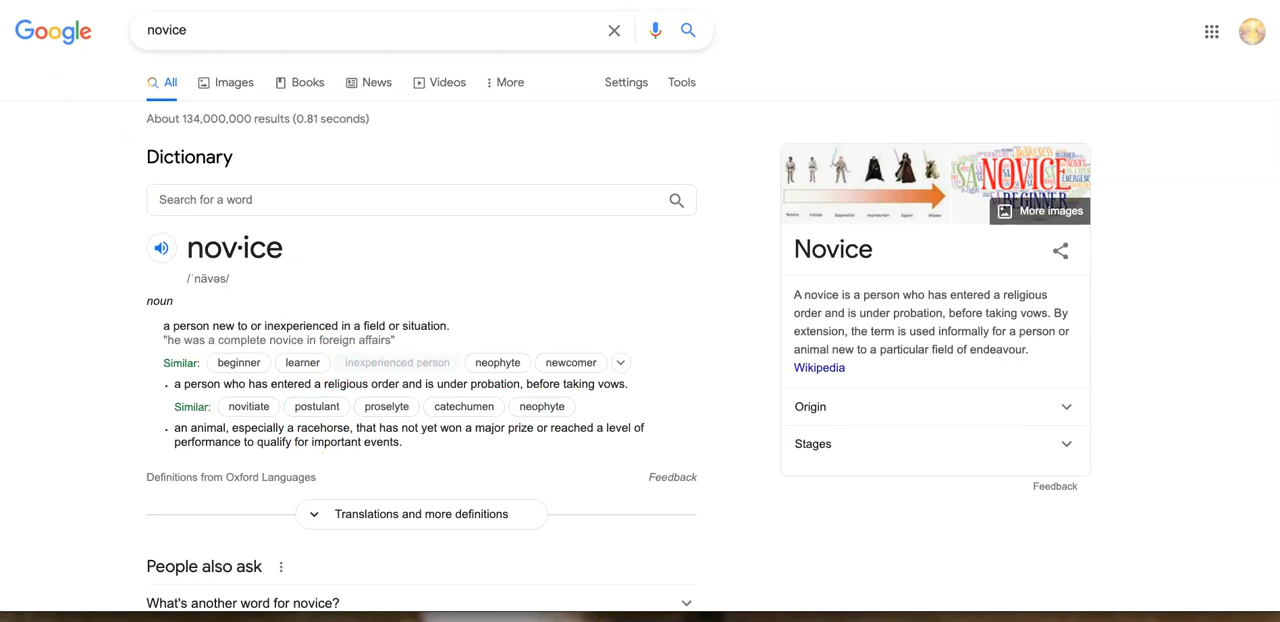 Google
novice
All Images Books News Videos More Settings Tools
About 134,000,000 results (0.81 seconds)
Dictionary
Search for a word
nov·ice
/ˈnävəs/
noun
a person new to or inexperienced in a field or situation.
"he was a complete novice in foreign affairs"
Similar: beginner learner inexperienced person neophyte newcomer
• a person who has entered a religious order and is under probation, before taking vows.
Similar: novitiate postulant proselyte catechumen neophyte
• an animal, especially a racehorse, that has not yet won a major prize or reached a level of
performance to qualify for important events.
Definitions from Oxford Languages
Feedback
Translations and more definitions
People also ask
What's another word for novice?
NOVICE
BEGINNER
More images
Novice
A novice is a person who has entered a religious
order and is under probation, before taking vows. By
extension, the term is used informally for a person or
animal new to a particular field of endeavour.
Wikipedia
Origin
Stages
Feedback